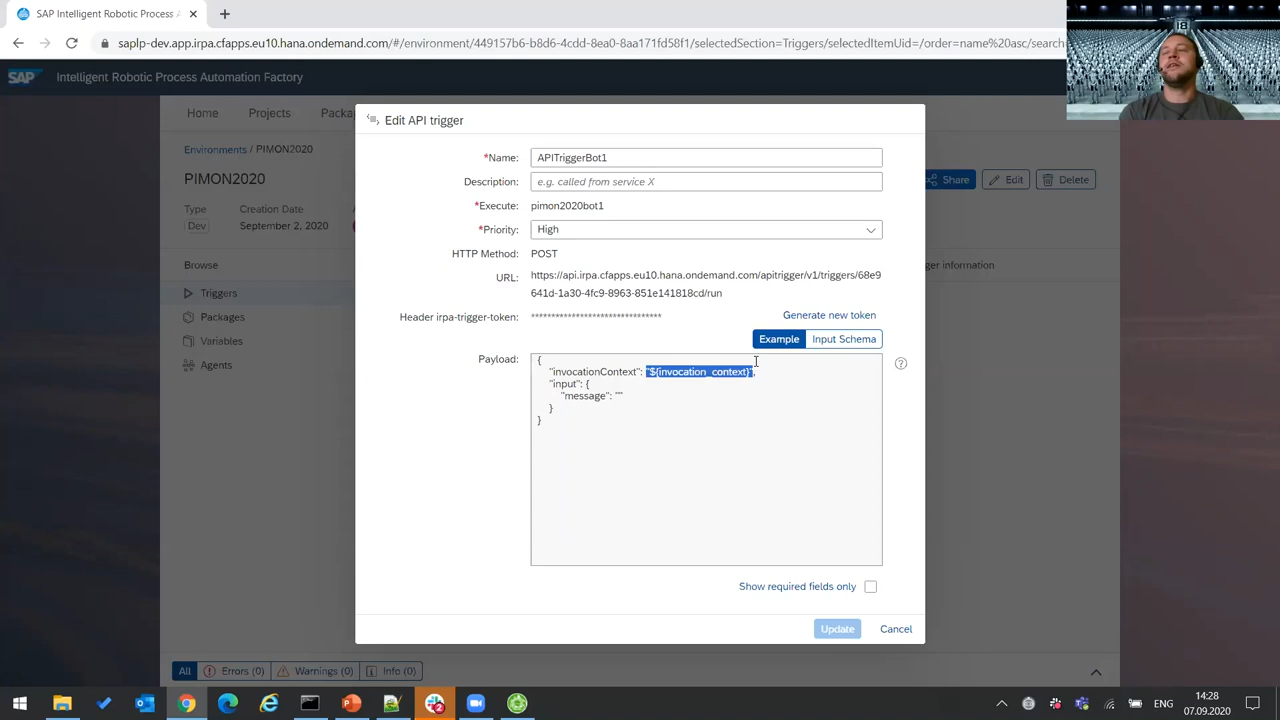 SAP Intelligent Robotic Process A
saplp-dev.app.irpa.cfapps.eu10.hana.ondemand.com/#/environment/449157b6-b8d6-4cdd-8ea0-8aa171fd58f1/selectedSection=Triggers/selectedItemUid=/order=name%20asc/search
SAP Intelligent Robotic Process Automation Factory
Home Projects Packa
Environments / PIMON2020
PIMON2020
Share Edit Delete
Type Creation Date
Dev September 2, 2020
Browse
Triggers
Packages
Variables
Agents
ger information
Edit API trigger
*Name: APITriggerBot1
Description: e.g. called from service X
*Execute: pimon2020bot1
*Priority: High
HTTP Method: POST
URL: https://api.irpa.cfapps.eu10.hana.ondemand.com/apitrigger/v1/triggers/68e9
641d-1a30-4fc9-8963-851e141818cd/run
Header irpa-trigger-token: ********************************
Generate new token
Example Input Schema
Payload:
{
"invocationContext": "${invocation_context}",
"input": {
"message": ""
}
}
Show required fields only
Update Cancel
All Errors (0) Warnings (0) Info (0)
ENG
14:28
07.09.2020